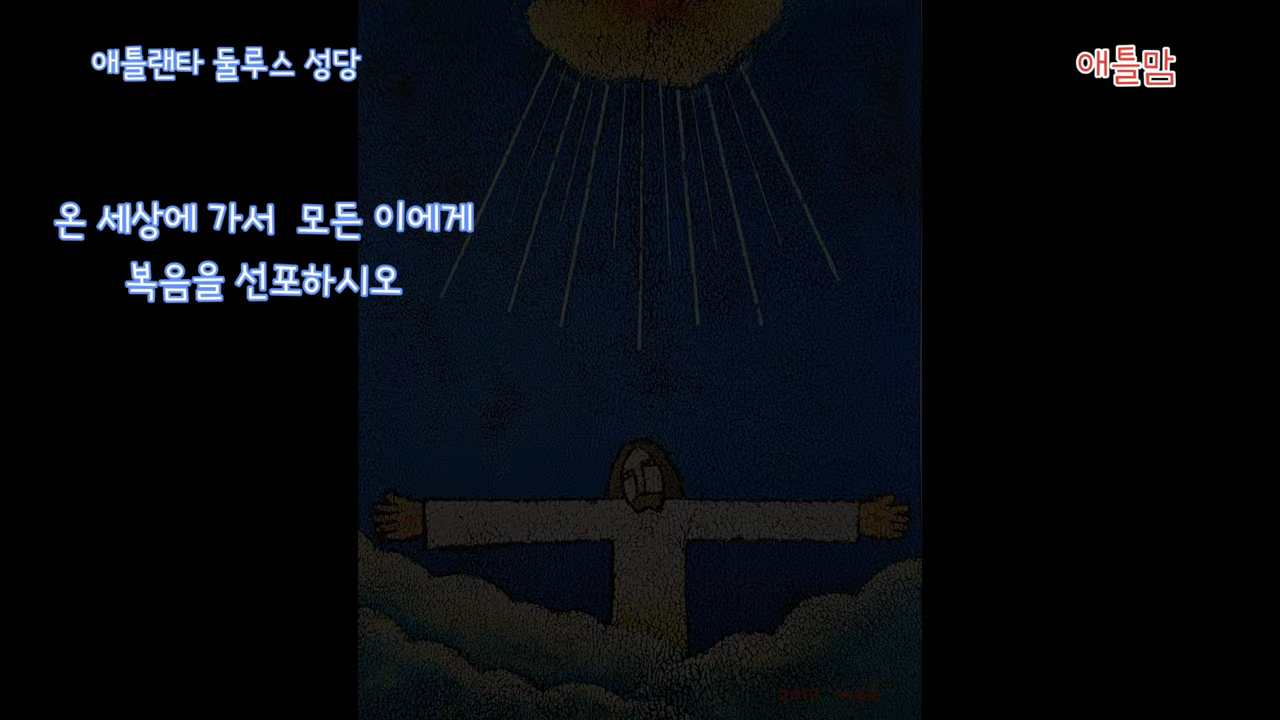 애틀랜타 둘루스 성당
애틀맘
온 세상에 가서 모든 이에게
복음을 선포하시오